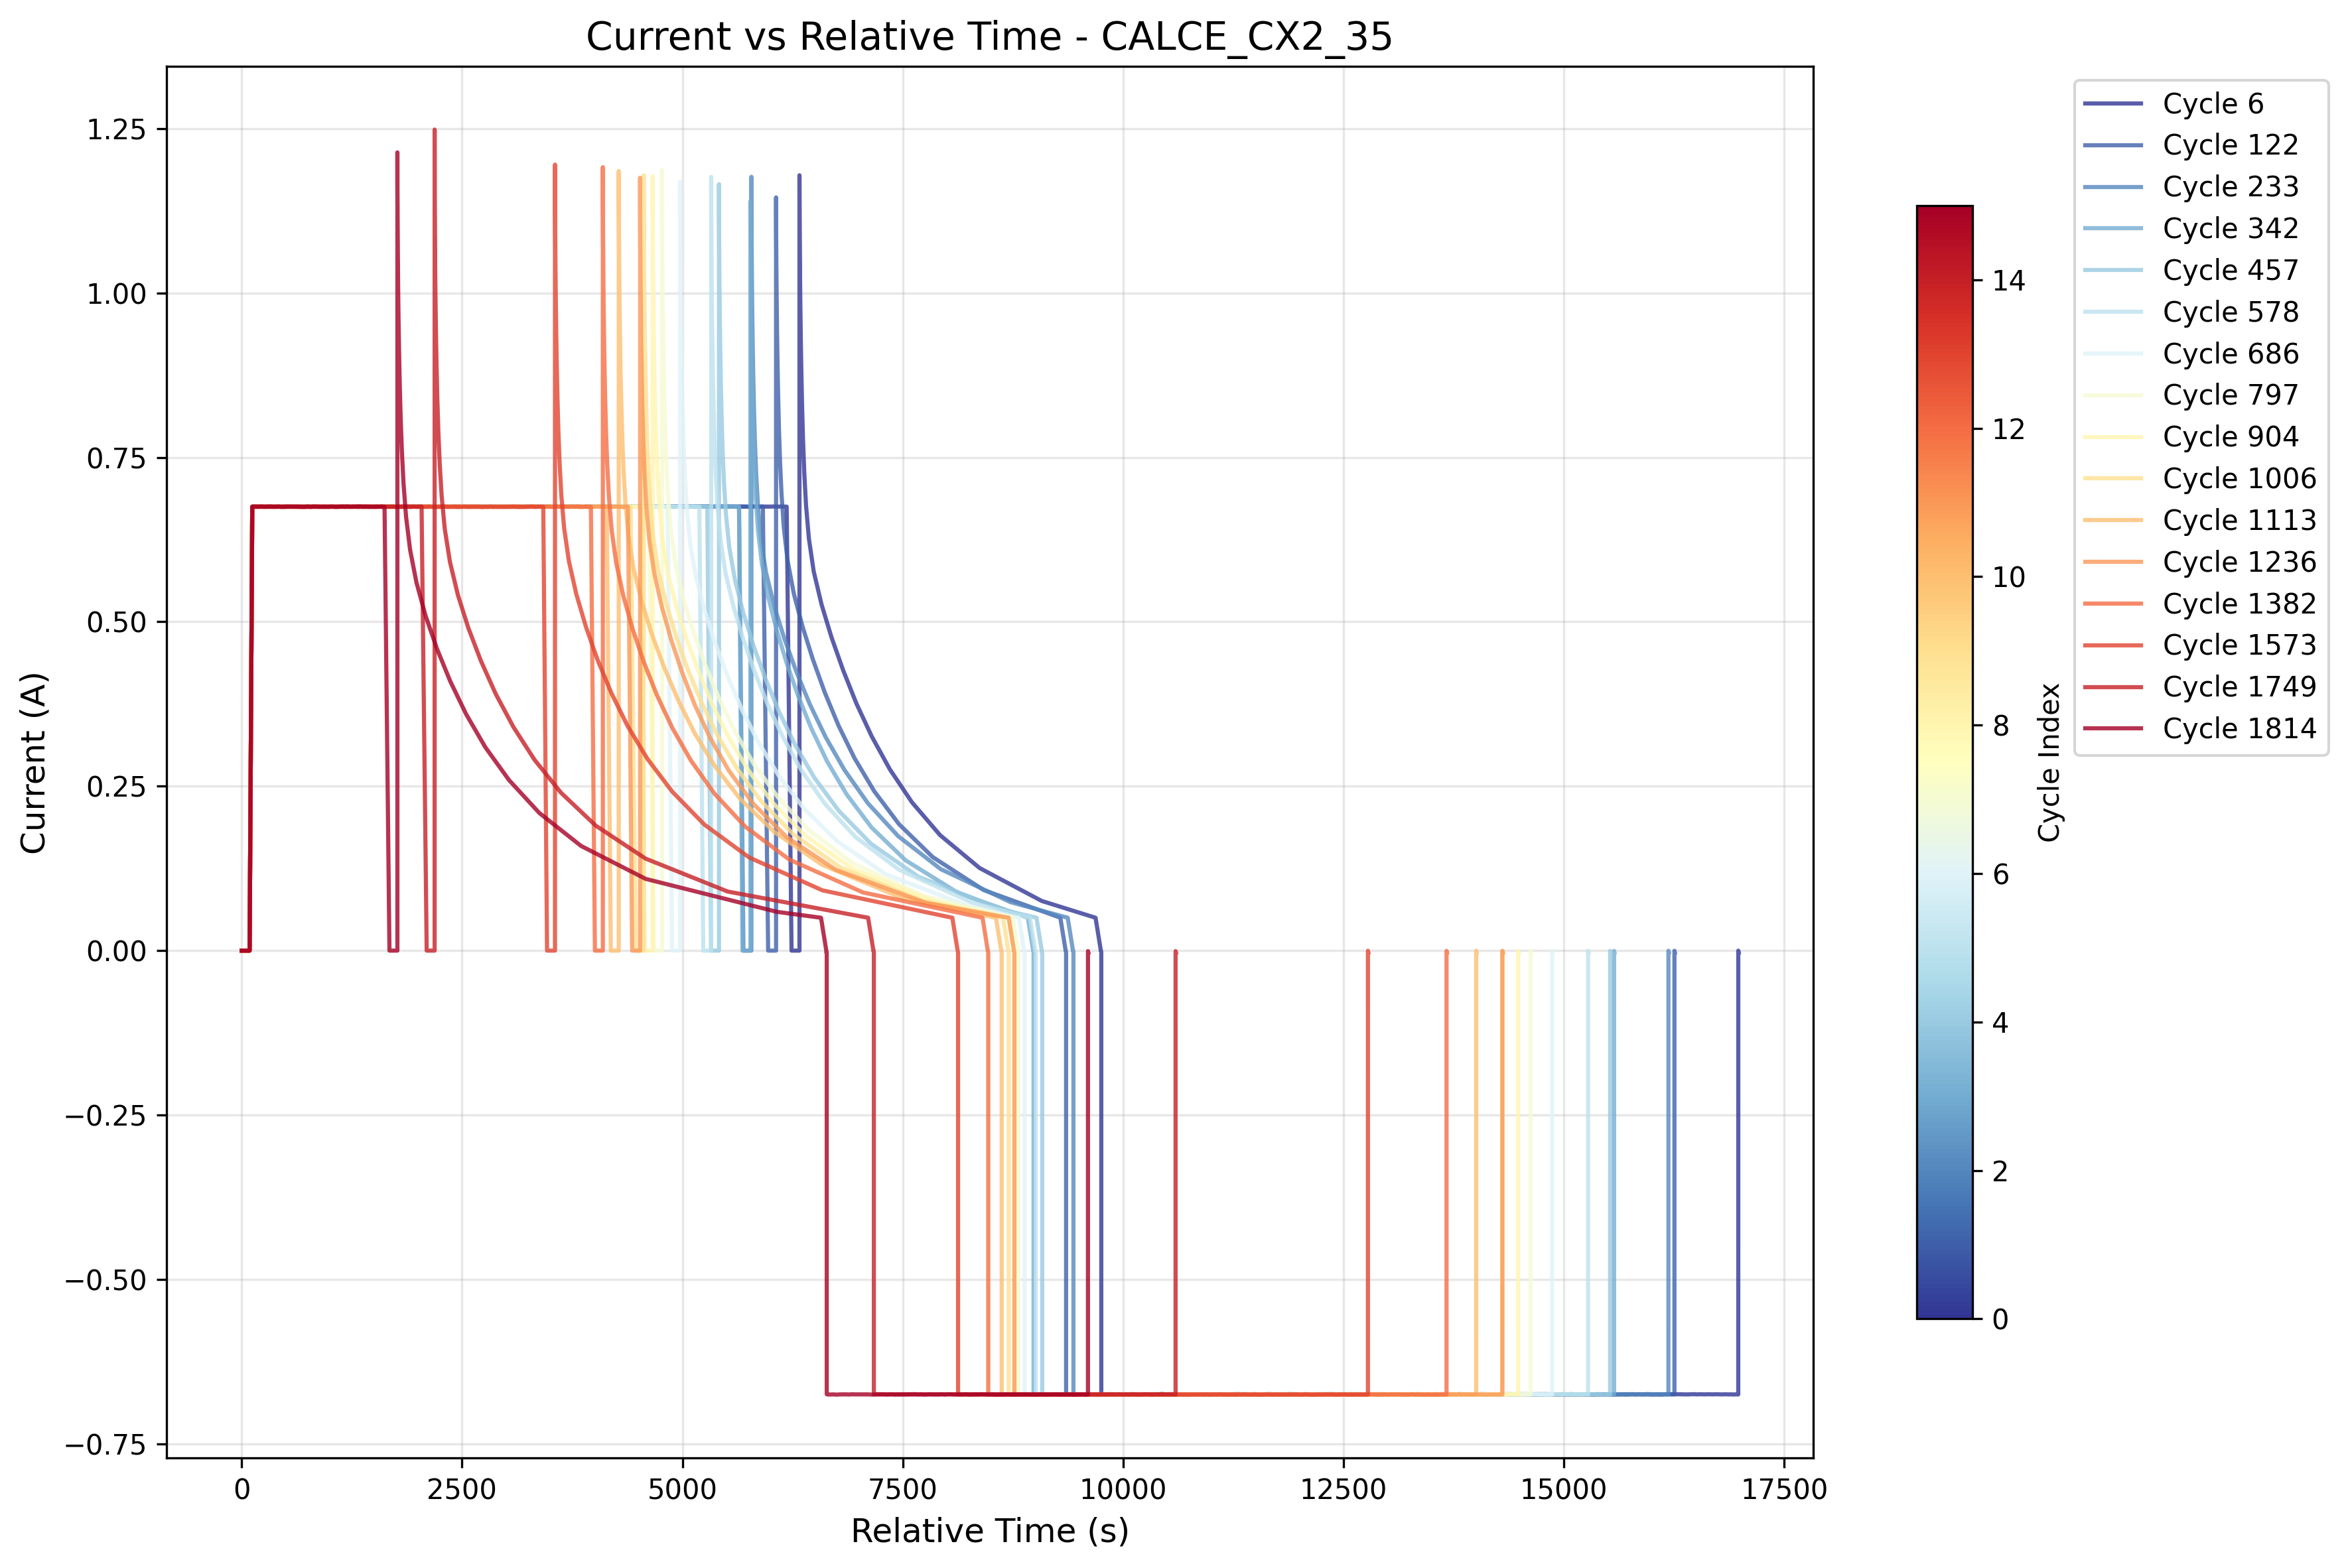 Current vs Relative Time - CALCE_CX2_35
Current (A)
1.25
1.00
0.75
0.50
0.25
0.00
−0.25
−0.50
−0.75
0
2500
5000
7500
10000
12500
15000
17500
Relative Time (s)
14
12
10
8
6
4
2
0
Cycle Index
Cycle 6
Cycle 122
Cycle 233
Cycle 342
Cycle 457
Cycle 578
Cycle 686
Cycle 797
Cycle 904
Cycle 1006
Cycle 1113
Cycle 1236
Cycle 1382
Cycle 1573
Cycle 1749
Cycle 1814